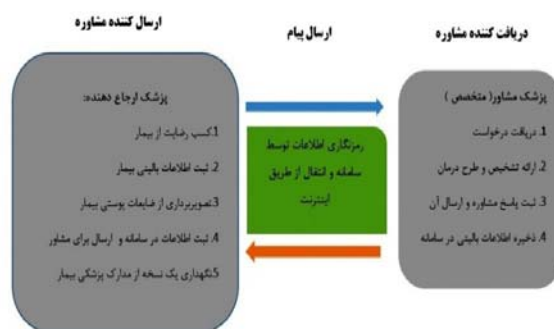 دریافت کننده مشاوره
ارسال پیام
ارسال کننده مشاوره
پزشک مشاور( متخصص )
1. دریافت درخواست
2. ارائه تشخیص و طرح درمان
3. ثبت پاسخ مشاوره و ارسال آن
4. ذخیره اطلاعات بالینی در سامانه
رمزنگاری اطلاعات توسط
سامانه و انتقال از طریق
اینترنت
پزشک ارجاع دهنده:
1.کسب رضایت از بیمار
2. ثبت اطلاعات بالینی بیمار
3.تصویربرداری از ضایعات پوستی بیمار
4. ثبت اطلاعات در سامانه و ارسال برای مشاور
5.نگهداری یک نسخه از مدارک پزشکی بیمار